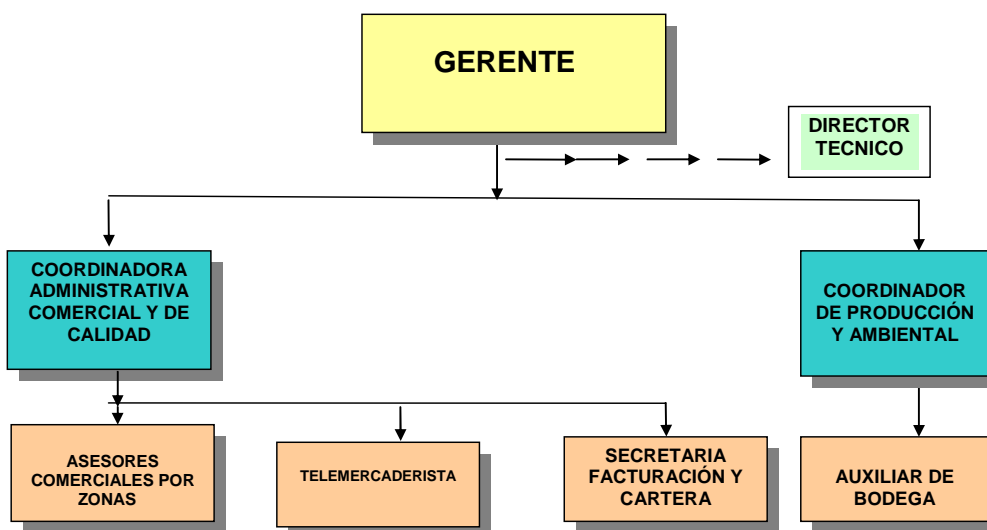 GERENTE
DIRECTOR
TECNICO
COORDINADORA
ADMINISTRATIVA
COMERCIAL Y DE
CALIDAD
COORDINADOR
DE PRODUCCIÓN
Y AMBIENTAL
ASESORES
COMERCIALES POR
ZONAS
TELEMERCADERISTA
SECRETARIA
FACTURACIÓN Y
CARTERA
AUXILIAR DE
BODEGA